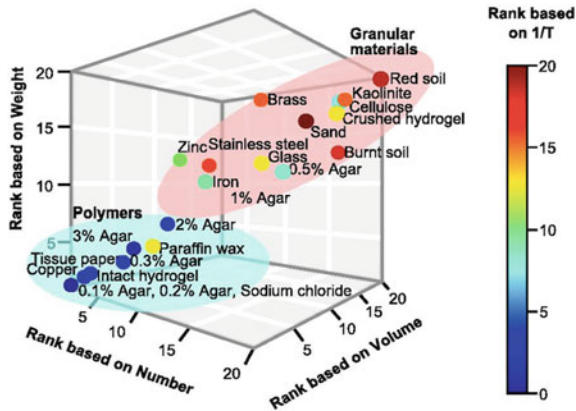 Rank based
on 1/T
Granular
materials
20
15
10
5
Rank based on Weight
Red soil
Kaolinite
Cellulose
Crushed hydrogel
Brass
Sand
Burnt soil
Zinc
Stainless steel
Glass
0.5% Agar
Iron
1% Agar
Polymers
2% Agar
3% Agar
Paraffin wax
Tissue paper
0.3% Agar
Copper
Intact hydrogel
0.1% Agar, 0.2% Agar, Sodium chloride
5
10
15
20
Rank based on Number
5
10
15
20
Rank based on Volume
20
15
10
5
0